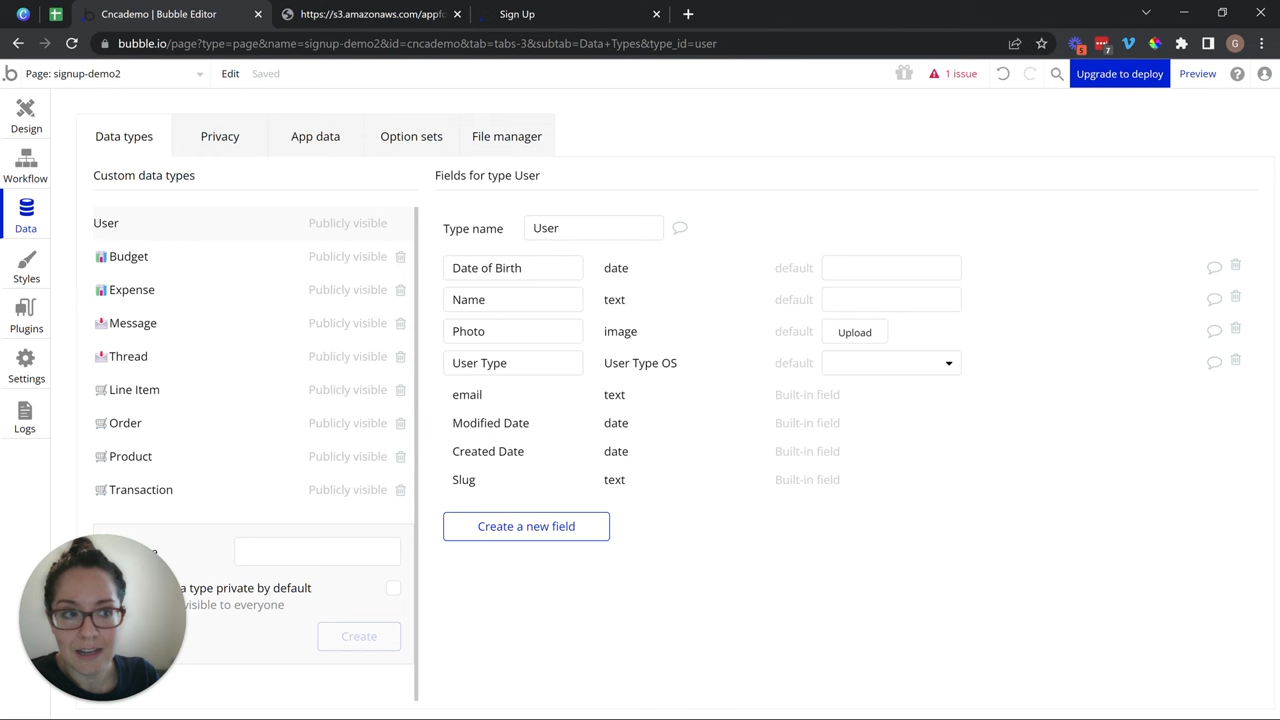 Cncademo | Bubble Editor
https://s3.amazonaws.com/appfo
Sign Up
bubble.io/page?type=page&name=signup-demo2&id=cncademo&tab=tabs-3&subtab=Data+Types&type_id=user
5
7
G
Page: signup-demo2
Edit
Saved
1 issue
Upgrade to deploy
Preview
Design
Workflow
Data
Styles
Plugins
Settings
Logs
Data types
Privacy
App data
Option sets
File manager
Custom data types
User Publicly visible
Budget Publicly visible
Expense Publicly visible
Message Publicly visible
Thread Publicly visible
Line Item Publicly visible
Order Publicly visible
Product Publicly visible
Transaction Publicly visible
type private by default
visible to everyone
Create
Fields for type User
Type name User
Date of Birth date default
Name text default
Photo image default Upload
User Type User Type OS default
email text Built-in field
Modified Date date Built-in field
Created Date date Built-in field
Slug text Built-in field
Create a new field